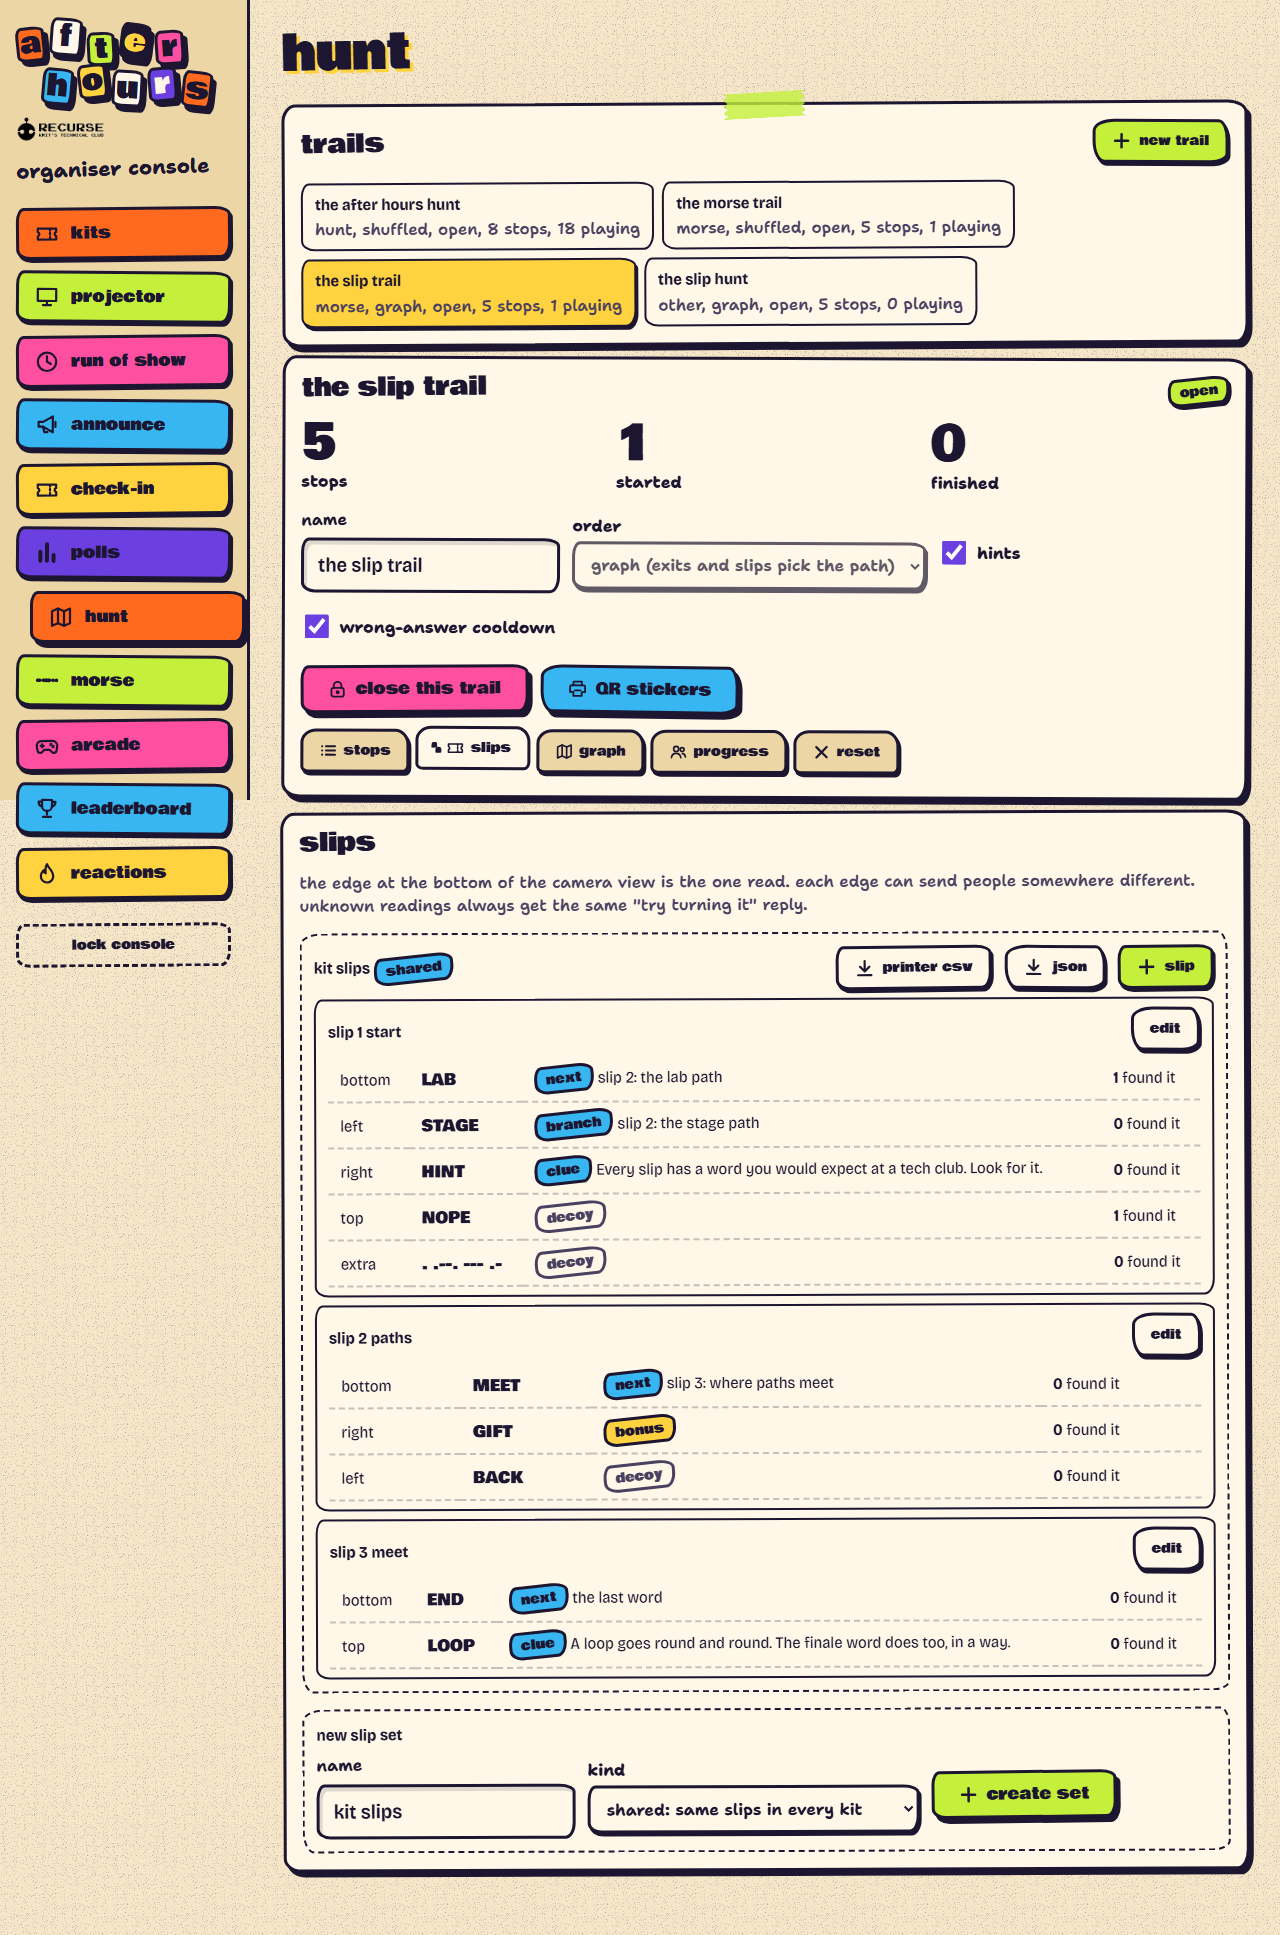 after
hours
RECURSE
KMIT'S TECHNICAL CLUB
organiser console
kits
projector
run of show
announce
check-in
polls
hunt
morse
arcade
leaderboard
reactions
lock console
hunt
trails
new trail
the after hours hunt
hunt, shuffled, open, 8 stops, 18 playing
the morse trail
morse, shuffled, open, 5 stops, 1 playing
the slip trail
morse, graph, open, 5 stops, 1 playing
the slip hunt
other, graph, open, 5 stops, 0 playing
the slip trail
open
5 1 0
stops started finished
name order
the slip trail graph (exits and slips pick the path) hints
wrong-answer cooldown
close this trail QR stickers
stops slips graph progress reset
slips
the edge at the bottom of the camera view is the one read. each edge can send people somewhere different.
unknown readings always get the same "try turning it" reply.
kit slips shared printer csv json slip
slip 1 start edit
bottom LAB next slip 2: the lab path 1 found it
left STAGE branch slip 2: the stage path 0 found it
right HINT clue Every slip has a word you would expect at a tech club. Look for it. 0 found it
top NOPE decoy 1 found it
extra . .--. --- .- decoy 0 found it
slip 2 paths edit
bottom MEET next slip 3: where paths meet 0 found it
right GIFT bonus 0 found it
left BACK decoy 0 found it
slip 3 meet edit
bottom END next the last word 0 found it
top LOOP clue A loop goes round and round. The finale word does too, in a way. 0 found it
new slip set
name kind
kit slips shared: same slips in every kit create set